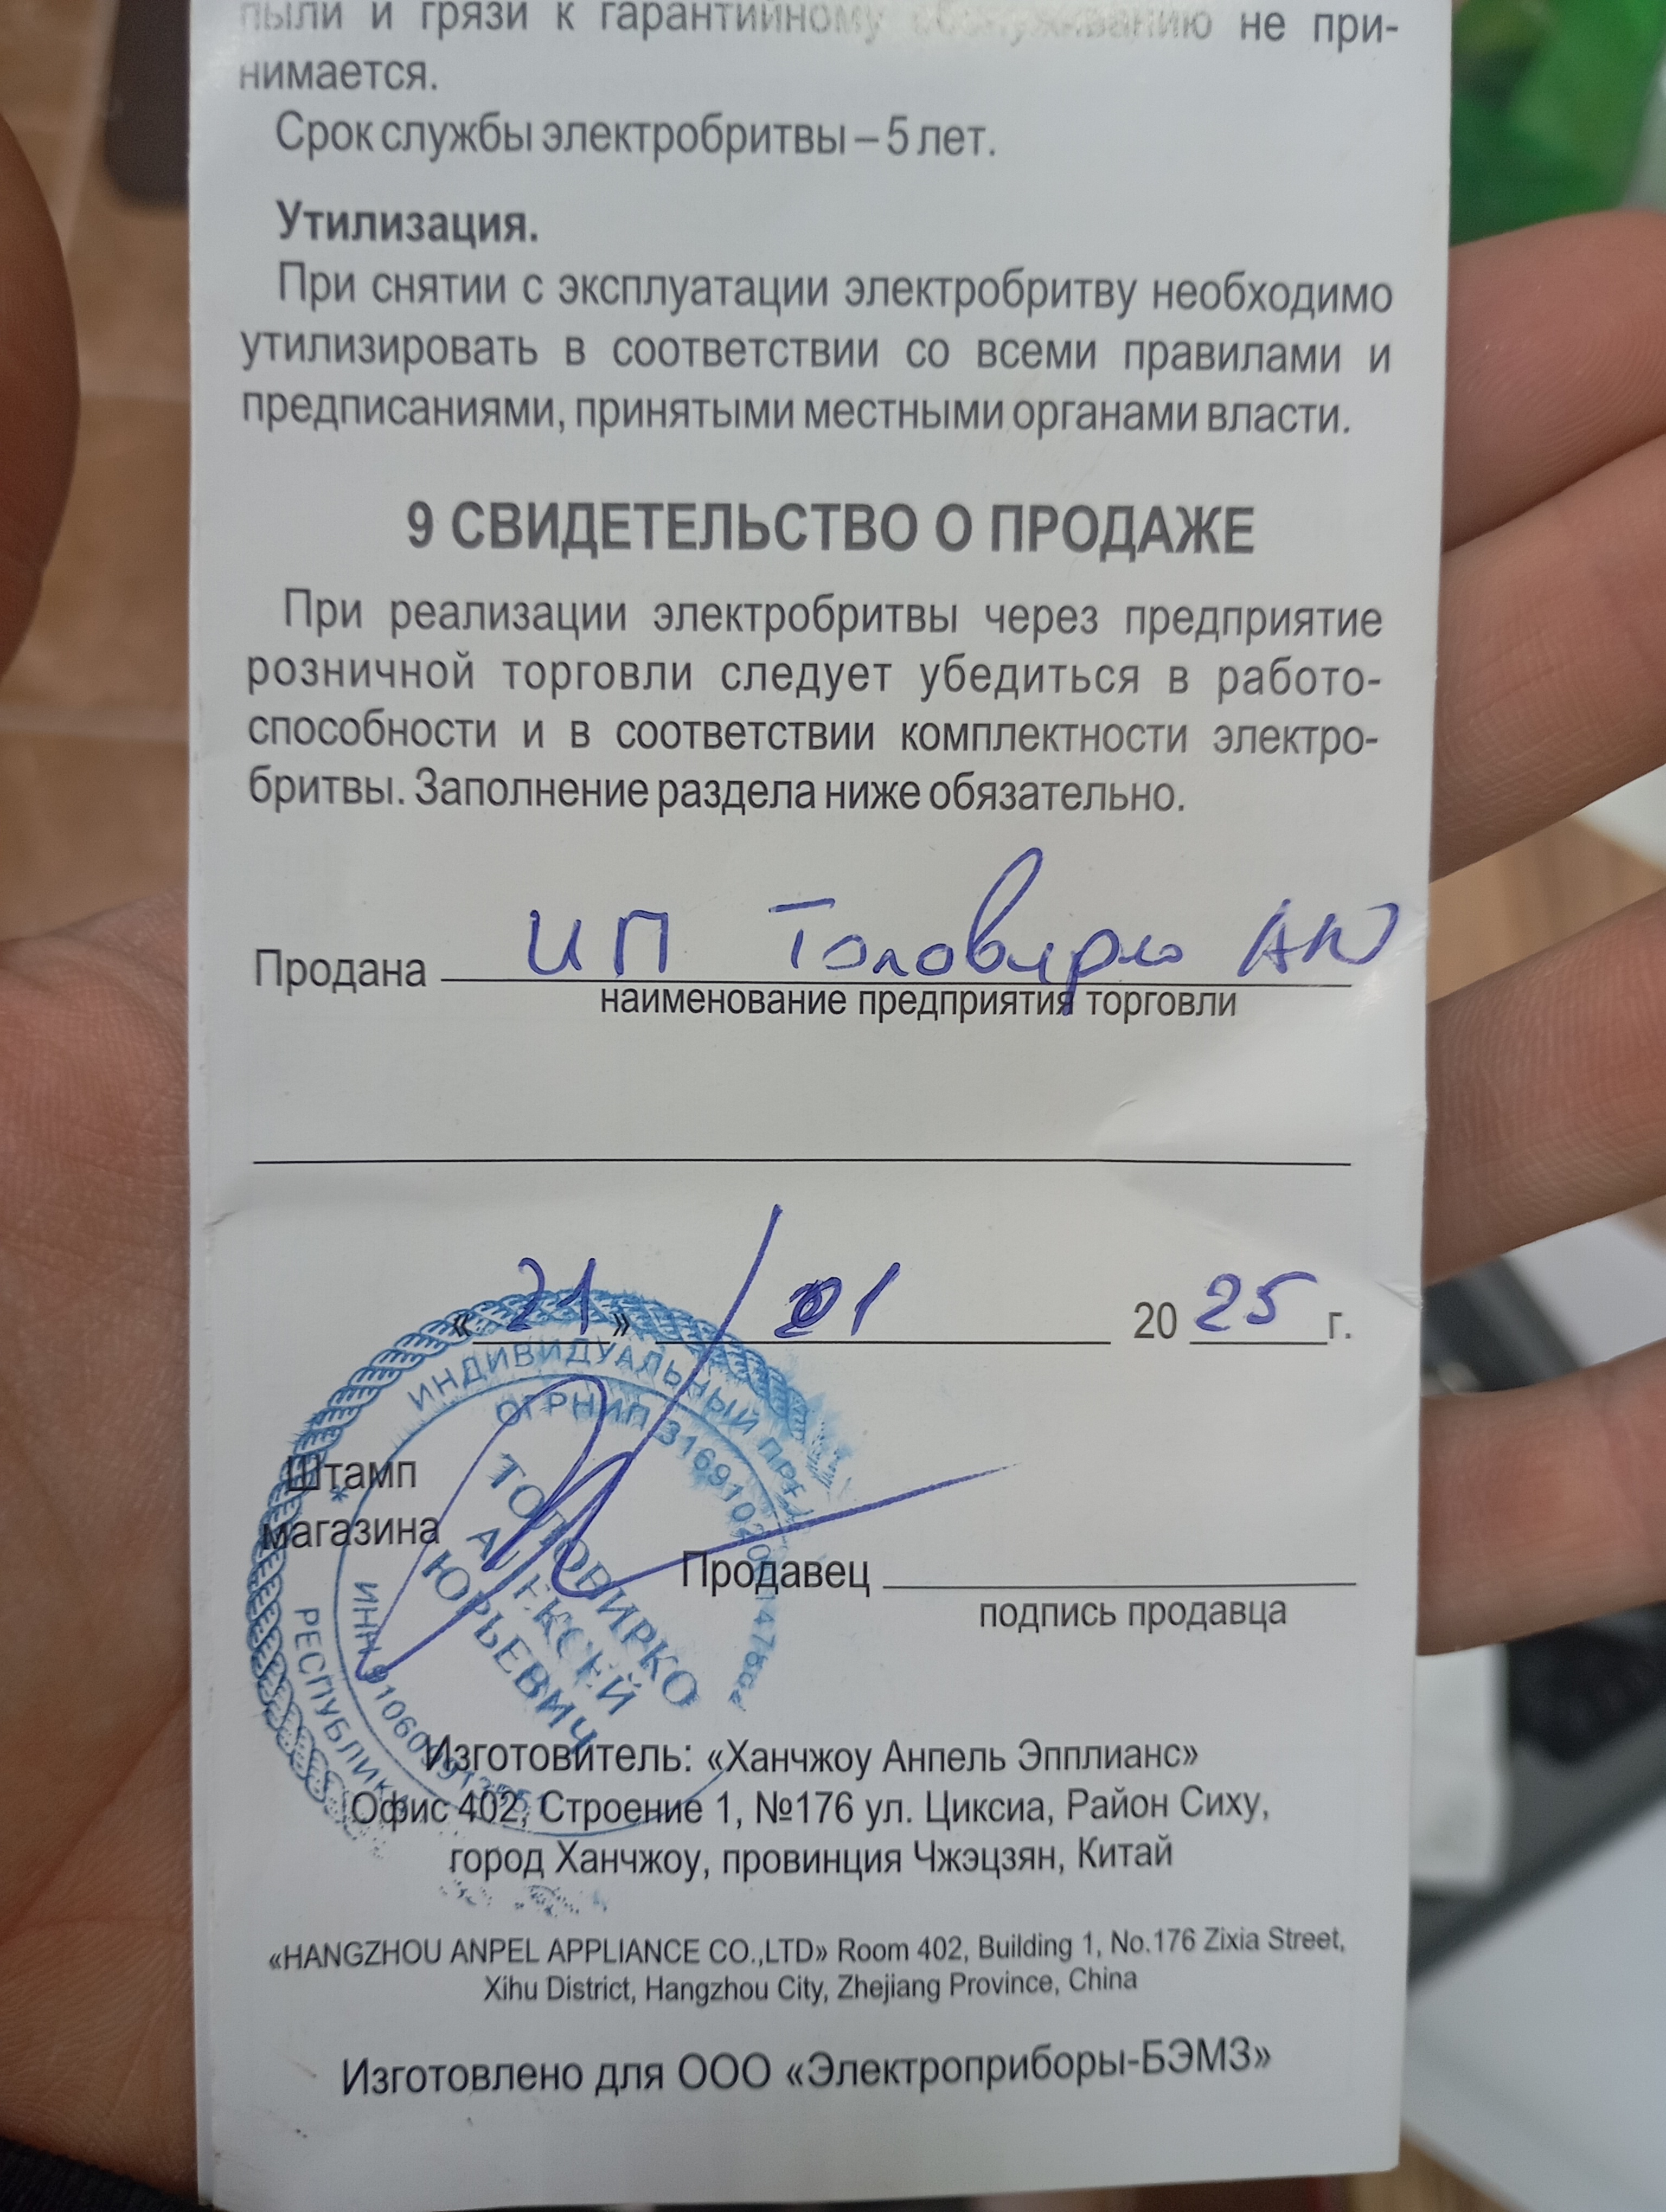 пыли и грязи к гарантийному обслуживанию не при-
нимается.
Срок службы электробритвы – 5 лет.
Утилизация.
При снятии с эксплуатации электробритву необходимо
утилизировать в соответствии со всеми правилами и
предписаниями, принятыми местными органами власти.
9 СВИДЕТЕЛЬСТВО О ПРОДАЖЕ
При реализации электробритвы через предприятие
розничной торговли следует убедиться в работо-
способности и в соответствии комплектности электро-
бритвы. Заполнение раздела ниже обязательно.
Продана ИП Топовирко АЮ
наименование предприятия торговли
« 21 » 01 20 25 г.
ИНДИВИДУАЛЬНЫЙ
ОГРНИП
ТОПОВИРКО
АЛЕКСЕЙ
ЮРЬЕВИЧ
ИНН
РЕСПУБЛИКА
Штамп
магазина
Продавец
подпись продавца
Изготовитель: «Ханчжоу Анпель Эпплианс»
Офис 402, Строение 1, №176 ул. Циксиа, Район Сиху,
город Ханчжоу, провинция Чжэцзян, Китай
«HANGZHOU ANPEL APPLIANCE CO.,LTD» Room 402, Building 1, No.176 Zixia Street,
Xihu District, Hangzhou City, Zhejiang Province, China
Изготовлено для ООО «Электроприборы-БЭМЗ»